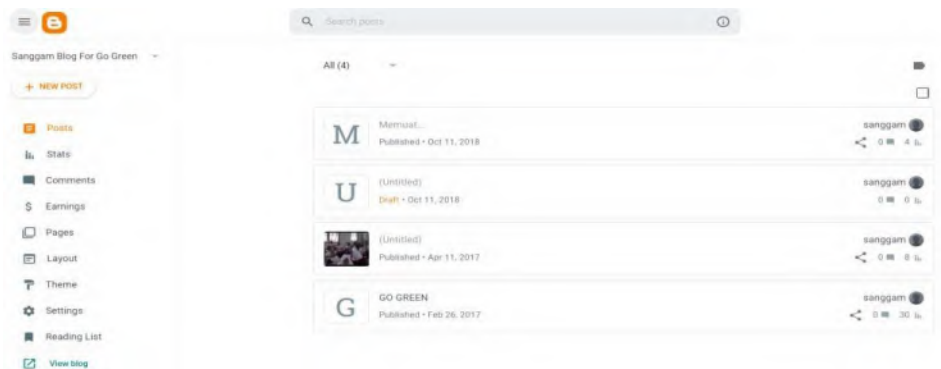 Search posts
Sanggam Blog For Go Green
+ NEW POST
Posts
Stats
Comments
$ Earnings
Pages
Layout
Theme
Settings
Reading List
View blog
All (4)
M
Memuat...
Published • Oct 11, 2018
sanggam
0 4
U
(Untitled)
Draft • Oct 11, 2018
sanggam
0 0
(Untitled)
Published • Apr 11, 2017
sanggam
0 8
G
GO GREEN
Published • Feb 26, 2017
sanggam
0 30